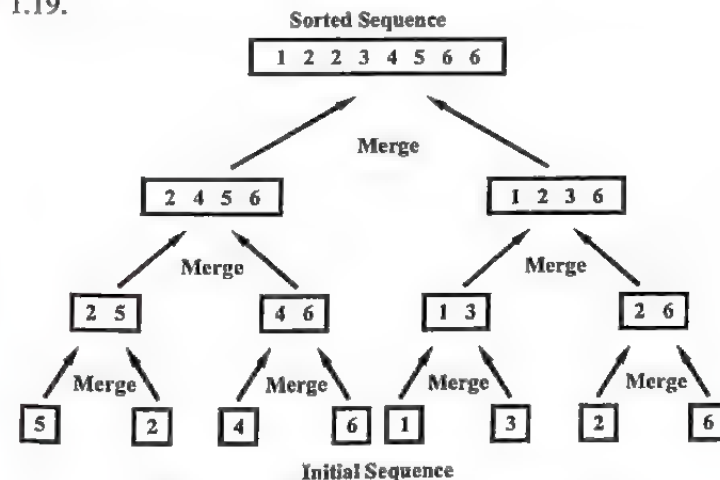 1.19.
Sorted Sequence
1 2 2 3 4 5 6 6
Merge
2 4 5 6
1 2 3 6
Merge
Merge
2 5
4 6
1 3
2 6
Merge
Merge
Merge
Merge
5
2
4
6
1
3
2
6
Initial Sequence